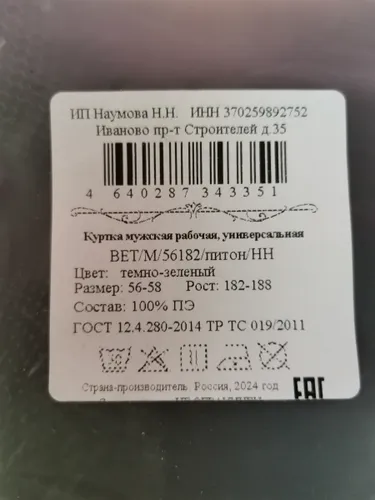 ИП Наумова Н.Н. ИНН 370259892752
Иваново пр-т Строителей д.35
4 640287 343351
Куртка мужская рабочая, универсальная
ВЕТ/М/56182/питон/НН
Цвет: темно-зеленый
Размер: 56-58 Рост: 182-188
Состав: 100% ПЭ
ГОСТ 12.4.280-2014 ТР ТС 019/2011
30
Страна-производитель Россия, 2024 год
ЕАС